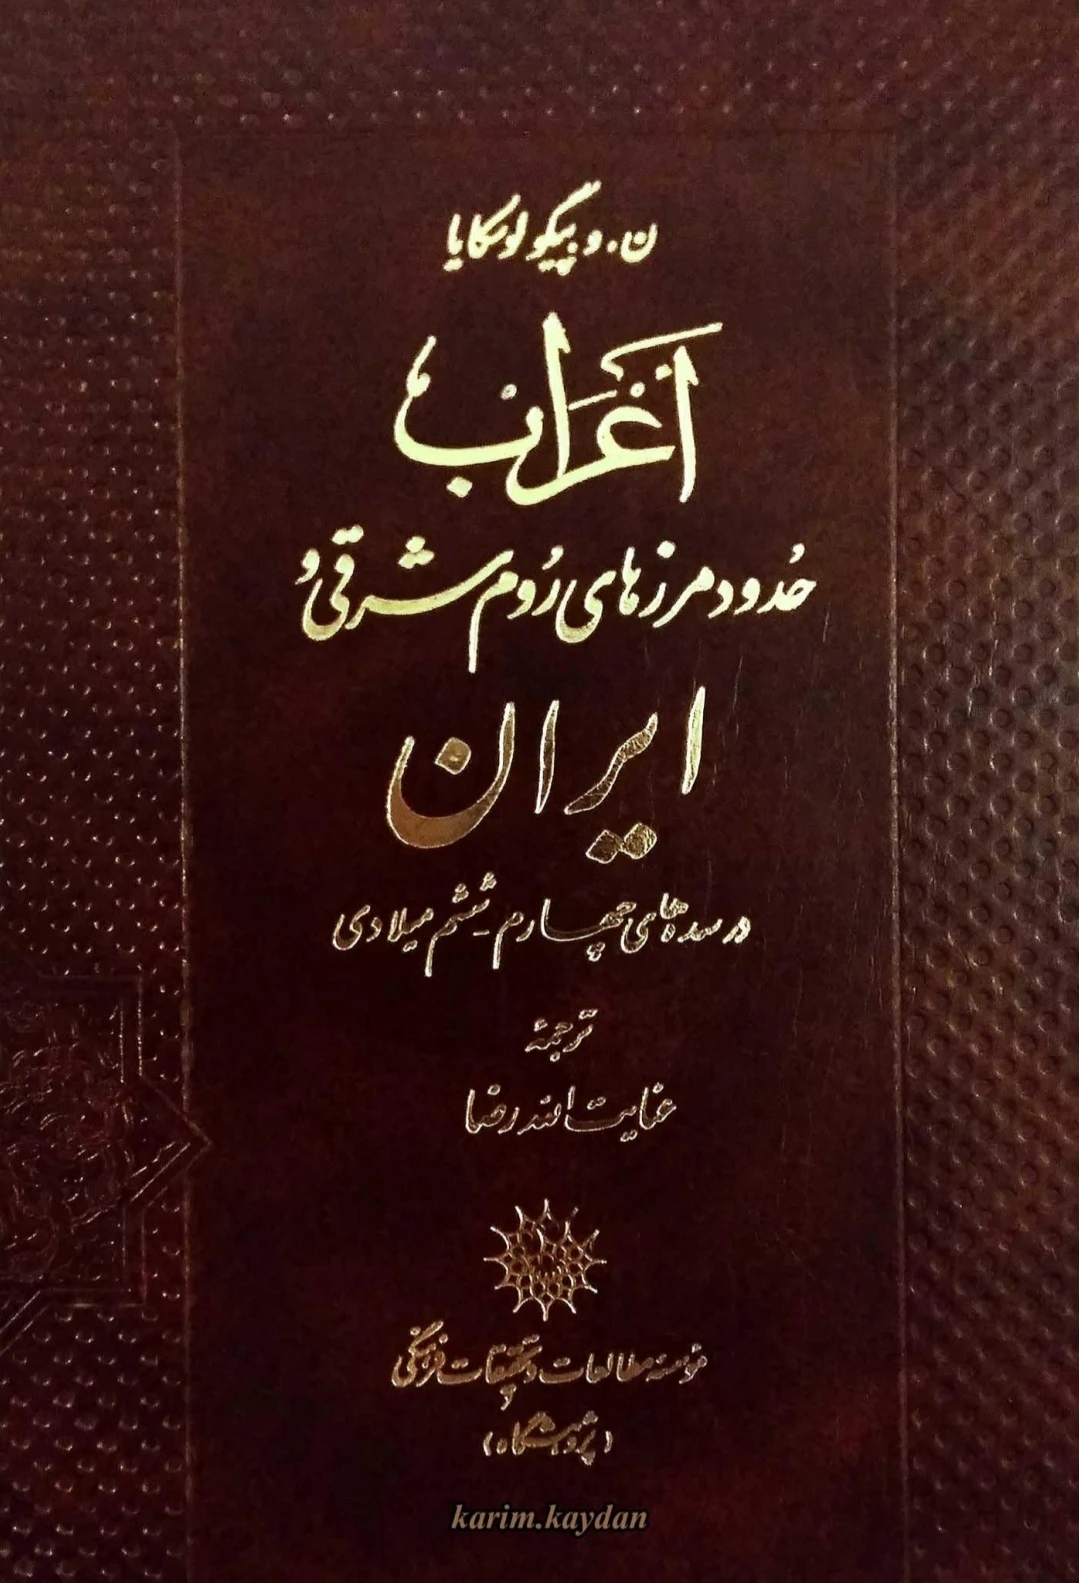 ن. و پیگولوسکایا
اعراب
حدود مرزهای رُوم شرقی و
ایران
در سده‌های چهارم - ششم میلادی
ترجمهٔ
عنایت الله رضا
مؤسسهٔ مطالعات و تحقیقات فرهنگی
(پژوهشگاه)
karim.kaydan